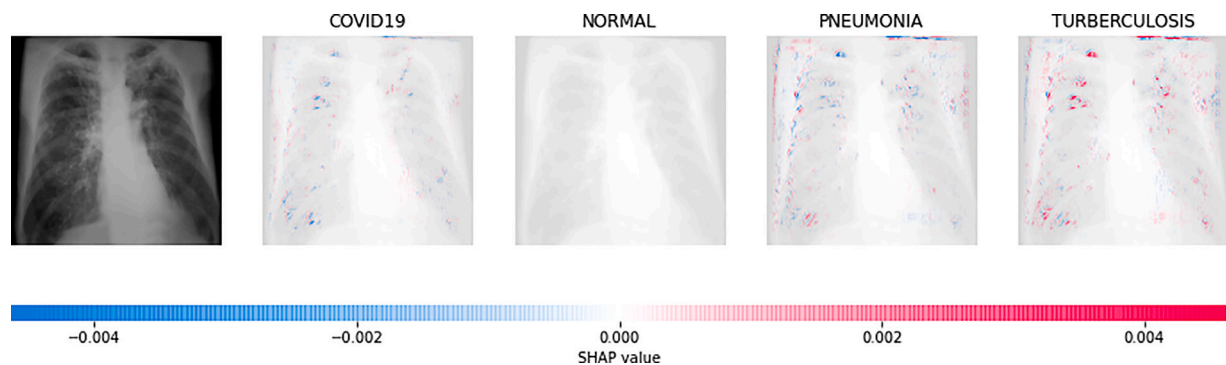 COVID19
NORMAL
PNEUMONIA
TURBERCULOSIS
−0.004
−0.002
0.000
0.002
0.004
SHAP value